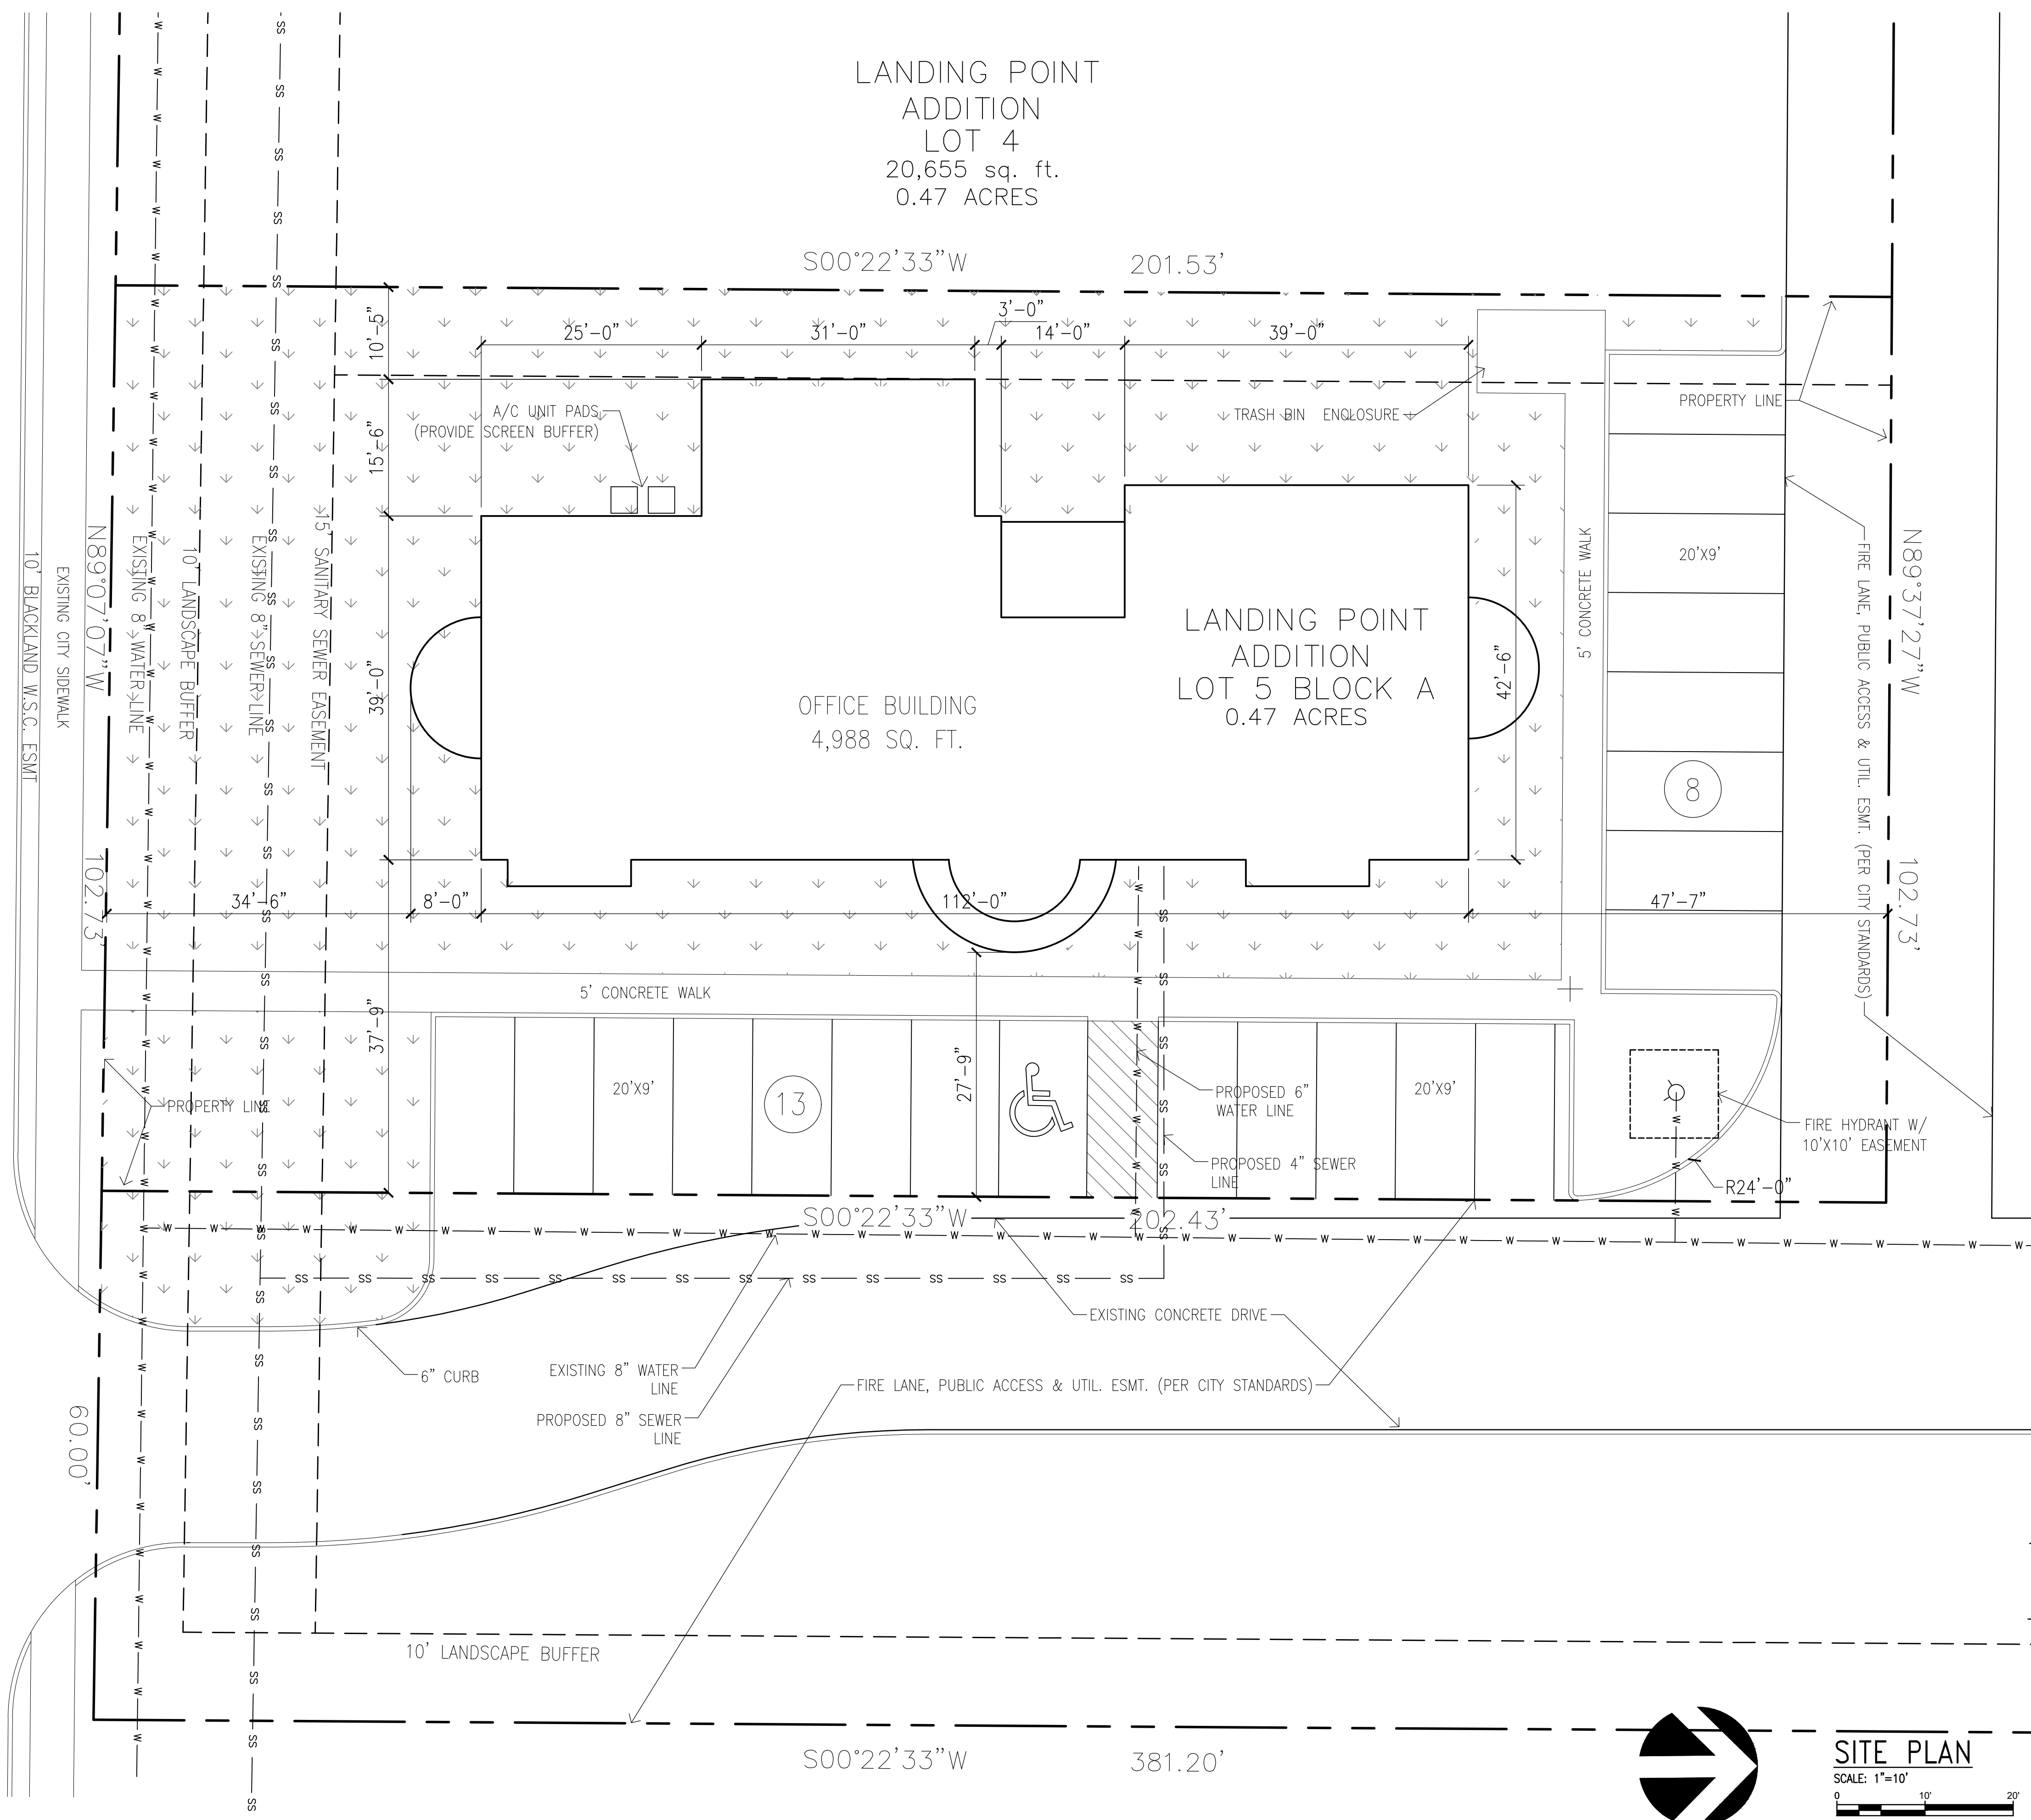 LANDING POINT
ADDITION
LOT 4
20,655 sq. ft.
0.47 ACRES
S00°22'33"W 201.53'
3'-0"
25'-0" 31'-0" 14'-0" 39'-0"
10'-5"
15'-6"
39'-0"
37'-9"
A/C UNIT PADS
(PROVIDE SCREEN BUFFER)
TRASH BIN ENCLOSURE
PROPERTY LINE
10' BLACKLAND W.S.C. ESMT
EXISTING CITY SIDEWALK
N89°07'07"W
102.73'
EXISTING 8" WATER LINE
10' LANDSCAPE BUFFER
EXISTING 8" SEWER LINE
15' SANITARY SEWER EASEMENT
OFFICE BUILDING
4,988 SQ. FT.
LANDING POINT
ADDITION
LOT 5 BLOCK A
0.47 ACRES
42'-6"
5' CONCRETE WALK
20'X9'
8
FIRE LANE, PUBLIC ACCESS & UTIL. ESMT. (PER CITY STANDARDS)
N89°37'27"W
102.73'
34'-6" 8'-0" 112'-0" 47'-7"
5' CONCRETE WALK
27'-9"
PROPERTY LINE
20'X9'
13
PROPOSED 6"
WATER LINE
PROPOSED 4" SEWER
LINE
20'X9'
FIRE HYDRANT W/
10'X10' EASEMENT
R24'-0"
S00°22'33"W 202.43'
EXISTING CONCRETE DRIVE
6" CURB
EXISTING 8" WATER
LINE
PROPOSED 8" SEWER
LINE
FIRE LANE, PUBLIC ACCESS & UTIL. ESMT. (PER CITY STANDARDS)
60.00'
10' LANDSCAPE BUFFER
S00°22'33"W 381.20'
SITE PLAN
SCALE: 1"=10'
0 10' 20'